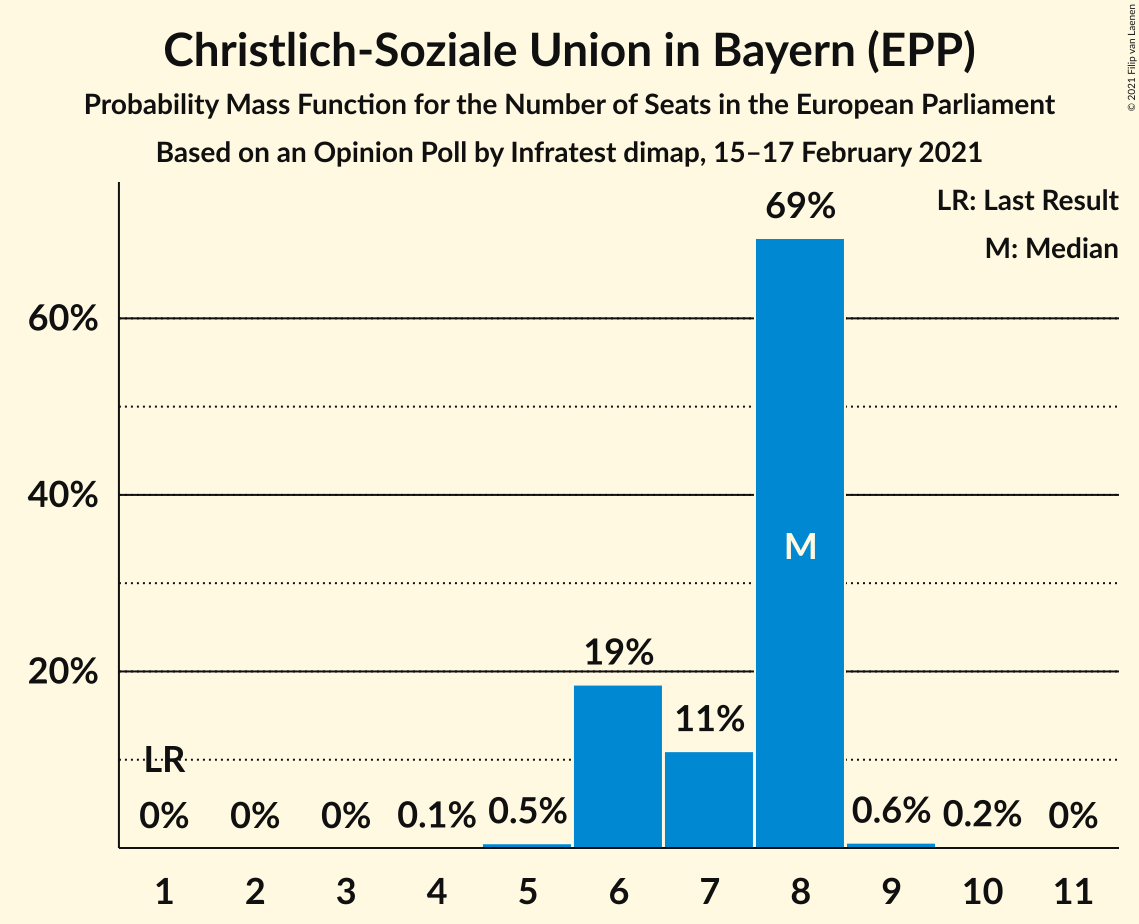 Christlich-Soziale Union in Bayern (EPP)
Probability Mass Function for the Number of Seats in the European Parliament
Based on an Opinion Poll by Infratest dimap, 15–17 February 2021
© 2021 Filip van Laenen
LR: Last Result
M: Median
69%
60%
40%
M
19%
20%
11%
LR
0% 0% 0% 0.1% 0.5% 0.6% 0.2% 0%
1 2 3 4 5 6 7 8 9 10 11